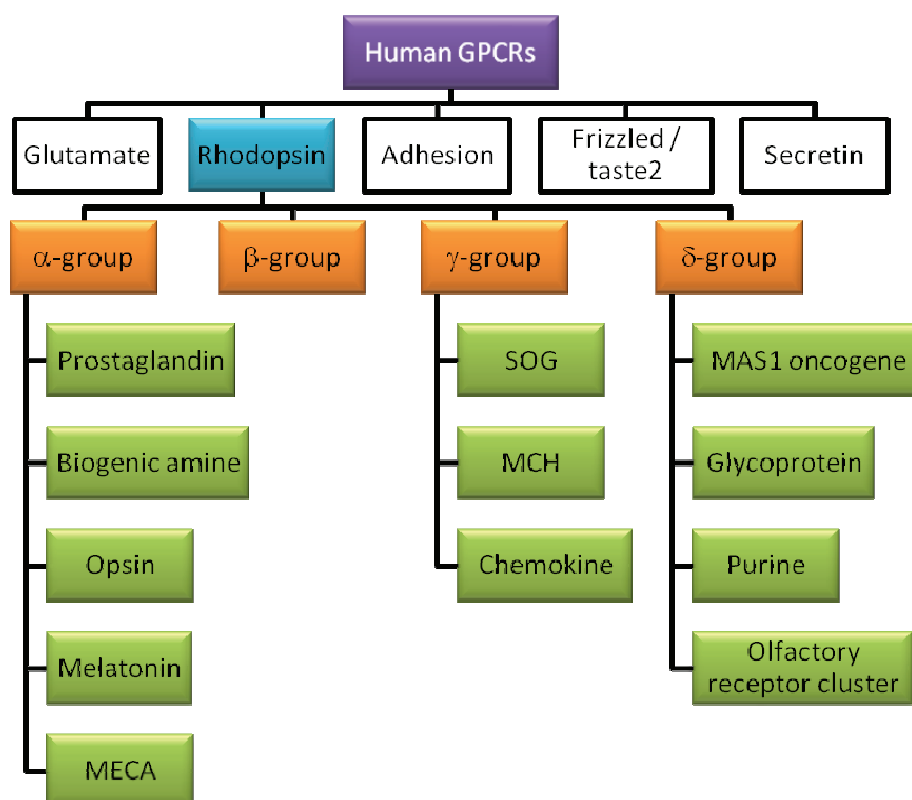 Human GPCRs
Glutamate
Rhodopsin
Adhesion
Frizzled /
taste2
Secretin
α-group
β-group
γ-group
δ-group
Prostaglandin
Biogenic amine
Opsin
Melatonin
MECA
SOG
MCH
Chemokine
MAS1 oncogene
Glycoprotein
Purine
Olfactory
receptor cluster